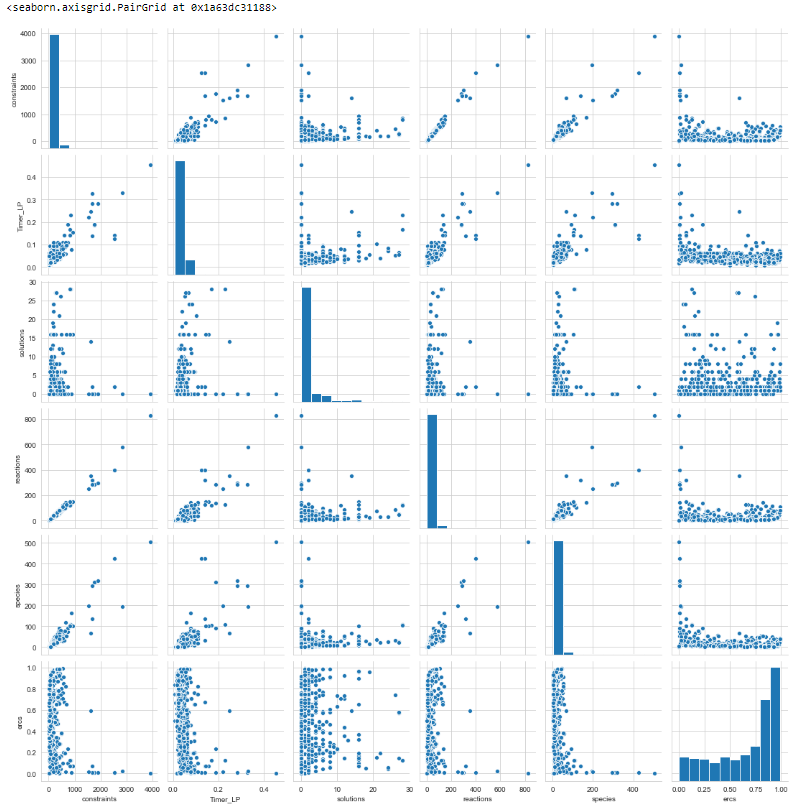 <seaborn.axisgrid.PairGrid at 0x1a63dc31188>
4000
3000
2000
1000
0
constraints
0.4
0.3
0.2
0.1
0.0
Timer_LP
30
25
20
15
10
5
0
solutions
800
600
400
200
0
reactions
500
400
300
200
100
0
species
1.0
0.8
0.6
0.4
0.2
0.0
ercs
0 1000 2000 3000 4000
0.0 0.2 0.4
0 10 20 30
0 200 400 600 800
0 200 400
0.00 0.25 0.50 0.75 1.00
constraints Timer_LP solutions reactions species ercs